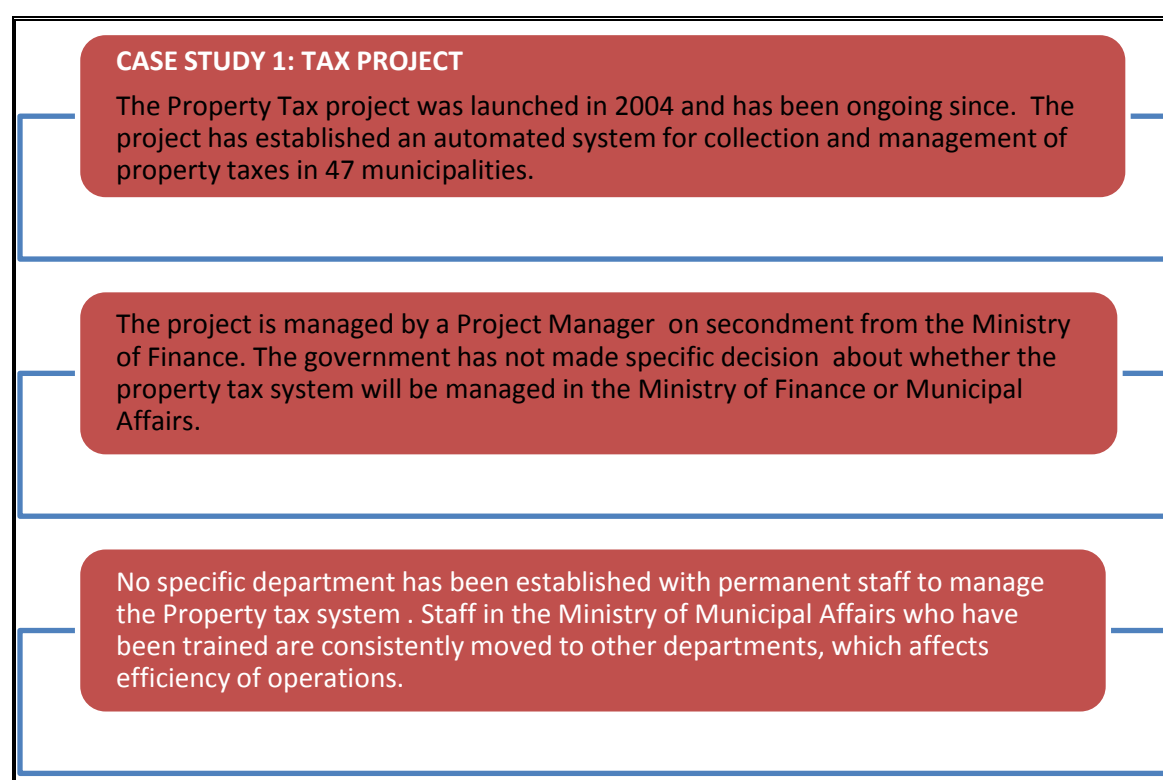 CASE STUDY 1: TAX PROJECT
The Property Tax project was launched in 2004 and has been ongoing since.  The
project has established an automated system for collection and management of
property taxes in 47 municipalities.
The project is managed by a Project Manager  on secondment from the Ministry
of Finance. The government has not made specific decision  about whether the
property tax system will be managed in the Ministry of Finance or Municipal
Affairs.
No specific department has been established with permanent staff to manage
the Property tax system . Staff in the Ministry of Municipal Affairs who have
been trained are consistently moved to other departments, which affects
efficiency of operations.